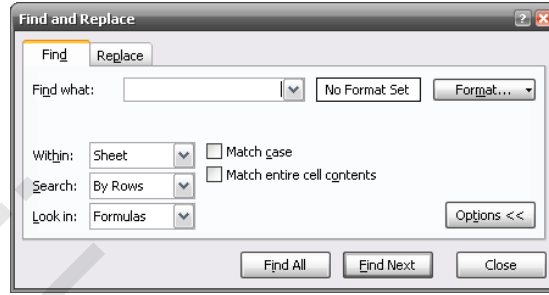 Find and Replace
Find Replace
Find what: No Format Set Format...
Within: Sheet Match case
Search: By Rows Match entire cell contents
Look in: Formulas Options <<
Find All Find Next Close